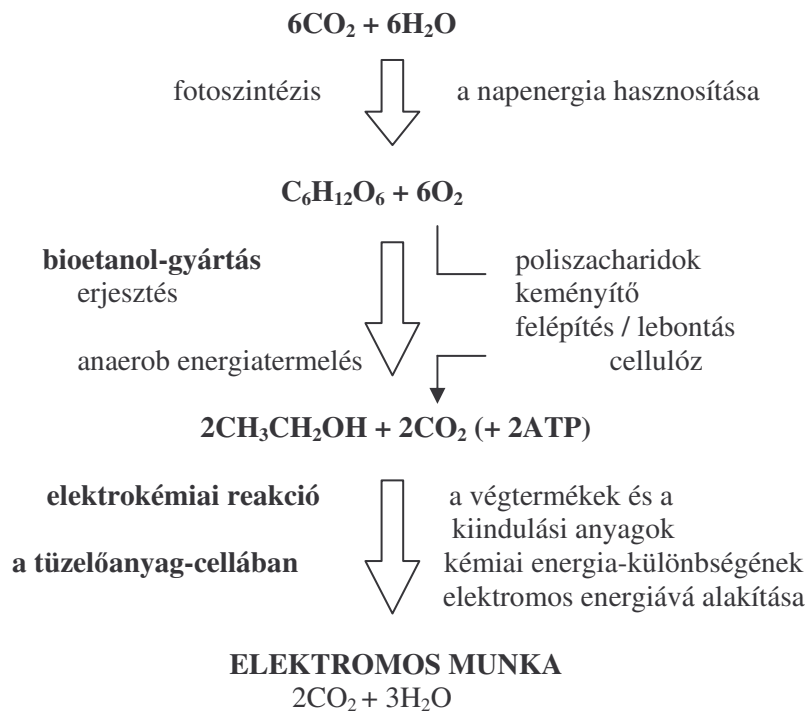 6CO₂ + 6H₂O
fotoszintézis a napenergia hasznosítása
C₆H₁₂O₆ + 6O₂
bioetanol-gyártás
erjesztés
poliszacharidok
keményítő
felépítés / lebontás
anaerob energiatermelés
cellulóz
2CH₃CH₂OH + 2CO₂ (+ 2ATP)
elektrokémiai reakció
a tüzelőanyag-cellában
a végtermékek és a
kiindulási anyagok
kémiai energia-különbségének
elektromos energiává alakítása
ELEKTROMOS MUNKA
2CO₂ + 3H₂O